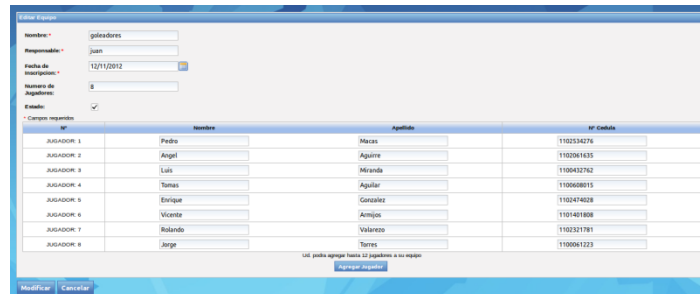 Editar Equipo
Nombre:* goleadores
Responsable:* juan
Fecha de Inscripcion:* 12/11/2012
Numero de Jugadores: 8
Estado:
* Campos requeridos
Nº Nombre Apellido Nº Cedula
JUGADOR: 1 Pedro Macas 1102534276
JUGADOR: 2 Angel Aguirre 1102061635
JUGADOR: 3 Luis Miranda 1100432762
JUGADOR: 4 Tomas Aguilar 1100608015
JUGADOR: 5 Enrique Gonzalez 1102474028
JUGADOR: 6 Vicente Armijos 1101401808
JUGADOR: 7 Rolando Valarezo 1102321781
JUGADOR: 8 Jorge Torres 1100061223
Ud. podra agregar hasta 12 jugadores a su equipo
Agregar Jugador
Modificar Cancelar